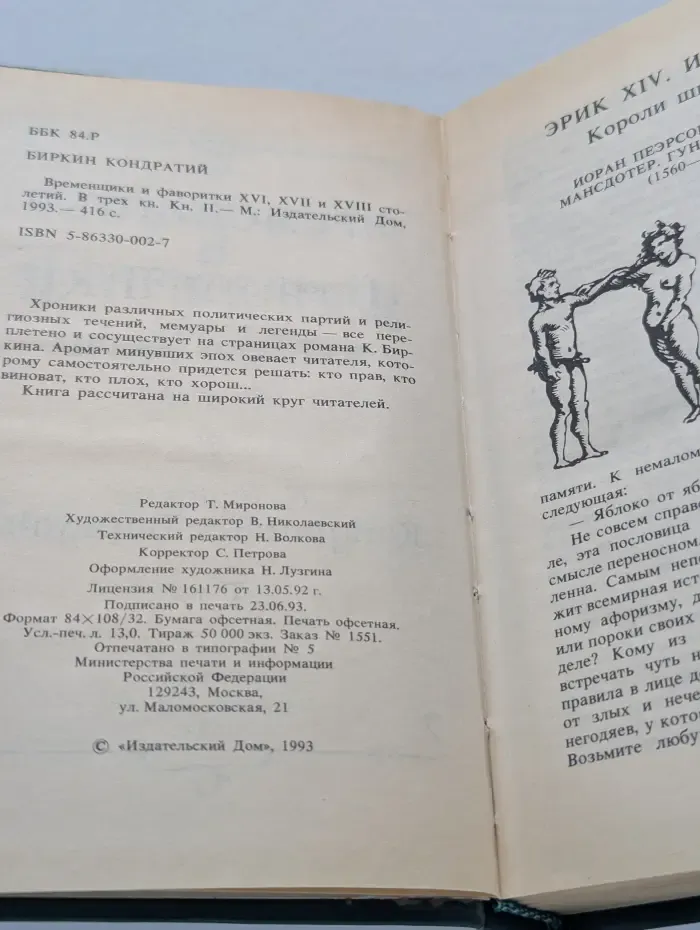 ББК 84.Р
БИРКИН КОНДРАТИЙ
Временщики и фаворитки XVI, XVII и XVIII сто-
летий. В трех кн. Кн. II.— М.: Издательский Дом,
1993.— 416 с.
ISBN 5-86330-002-7
Хроники различных политических партий и рели-
гиозных течений, мемуары и легенды — все пере-
плетено и сосуществует на страницах романа К. Бир-
кина. Аромат минувших эпох овевает читателя, кото-
рому самостоятельно придется решать: кто прав, кто
виноват, кто плох, кто хорош...
Книга рассчитана на широкий круг читателей.
Редактор Т. Миронова
Художественный редактор В. Николаевский
Технический редактор Н. Волкова
Корректор С. Петрова
Оформление художника Н. Лузгина
Лицензия № 161176 от 13.05.92 г.
Подписано в печать 23.06.93.
Формат 84×108/32. Бумага офсетная. Печать офсетная.
Усл.-печ. л. 13,0. Тираж 50 000 экз. Заказ № 1551.
Отпечатано в типографии № 5
Министерства печати и информации
Российской Федерации
129243, Москва,
ул. Маломосковская, 21
© «Издательский Дом», 1993
ЭРИК XIV. И
Короли
ИОРАН ПЕЭРСО
МАНСДОТЕР. ГУН
(1560—
памяти. К немалом
следующая:
— Яблоко от яб
Не совсем спра
ле, эта пословица
смысле переносном
ленна. Самым неп
жит всемирная ист
ному афоризму, д
или пороки своих
деле? Кому из
встречать чуть н
правила в лице д
от злых и нече
негодяев, у кото
Возьмите любу